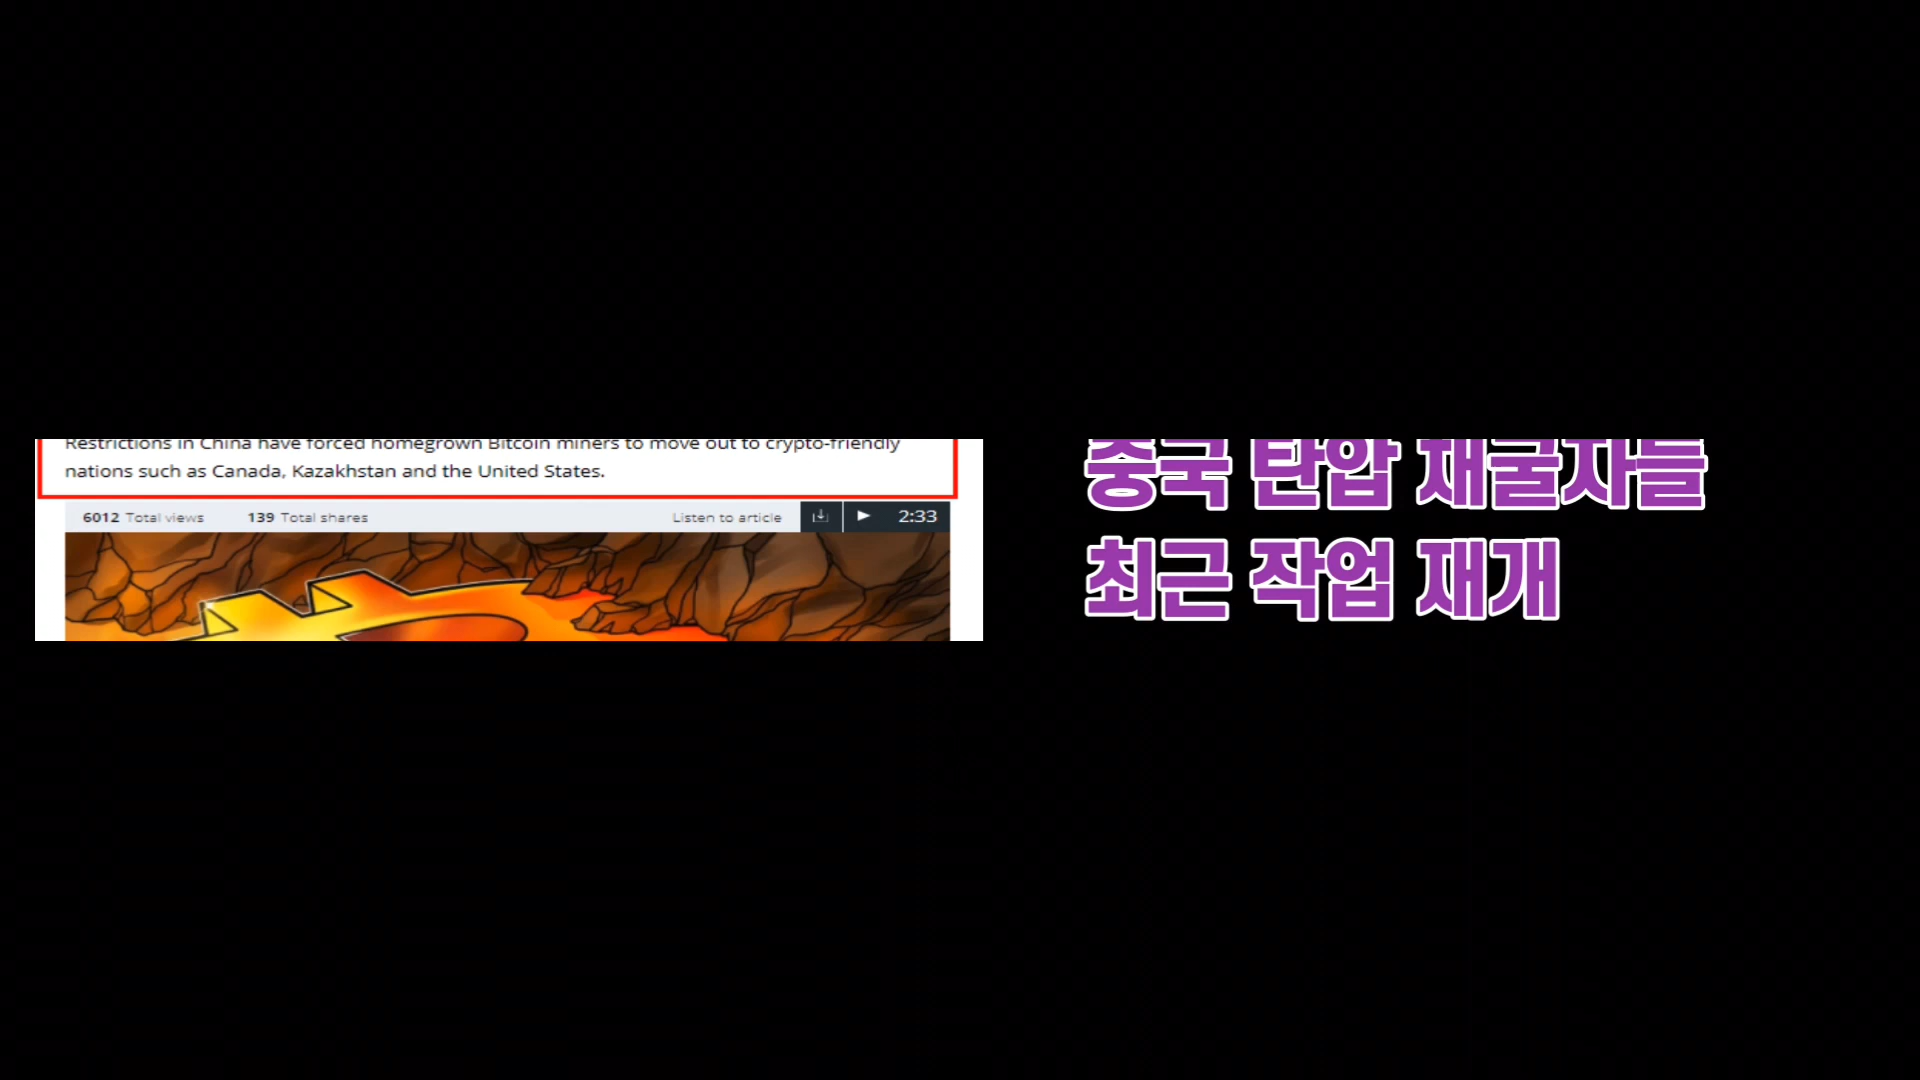 Restrictions in China have forced homegrown Bitcoin miners to move out to crypto-friendly
nations such as Canada, Kazakhstan and the United States.
6012 Total views 139 Total shares Listen to article 2:33
중국 탄압 채굴자들
최근 작업 재개